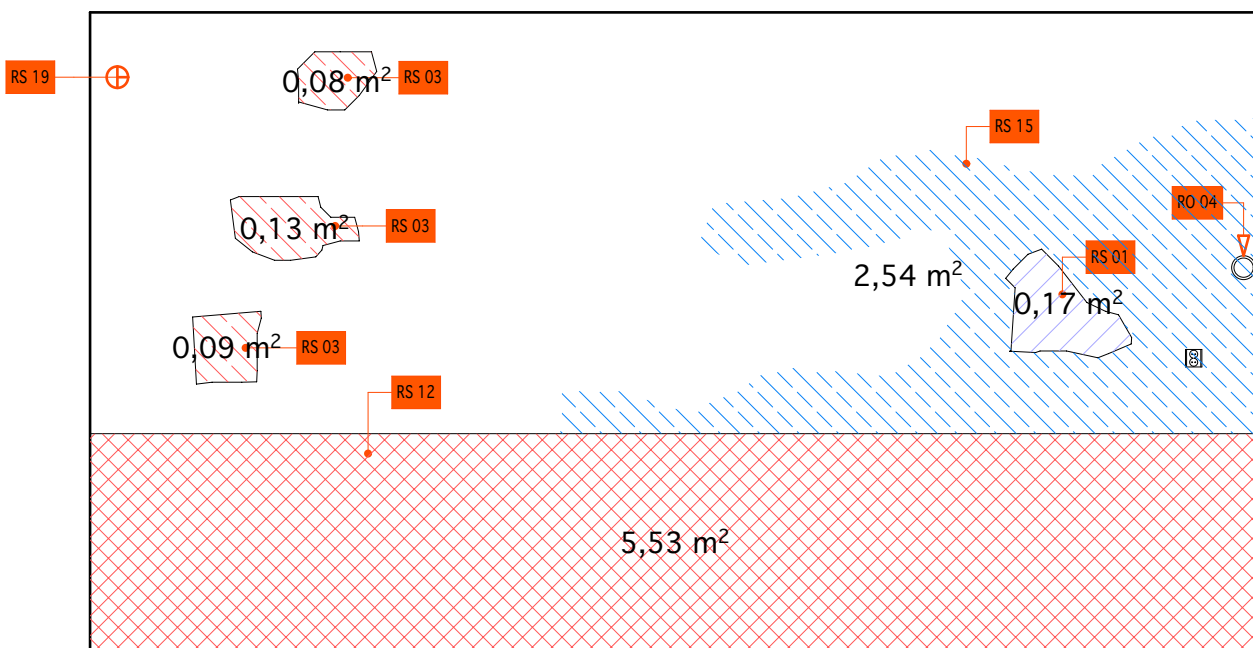 RS 19
0,08 m²
RS 03
RS 15
RO 04
0,13 m²
RS 03
RS 01
2,54 m²
0,17 m²
0,09 m²
RS 03
RS 12
5,53 m²